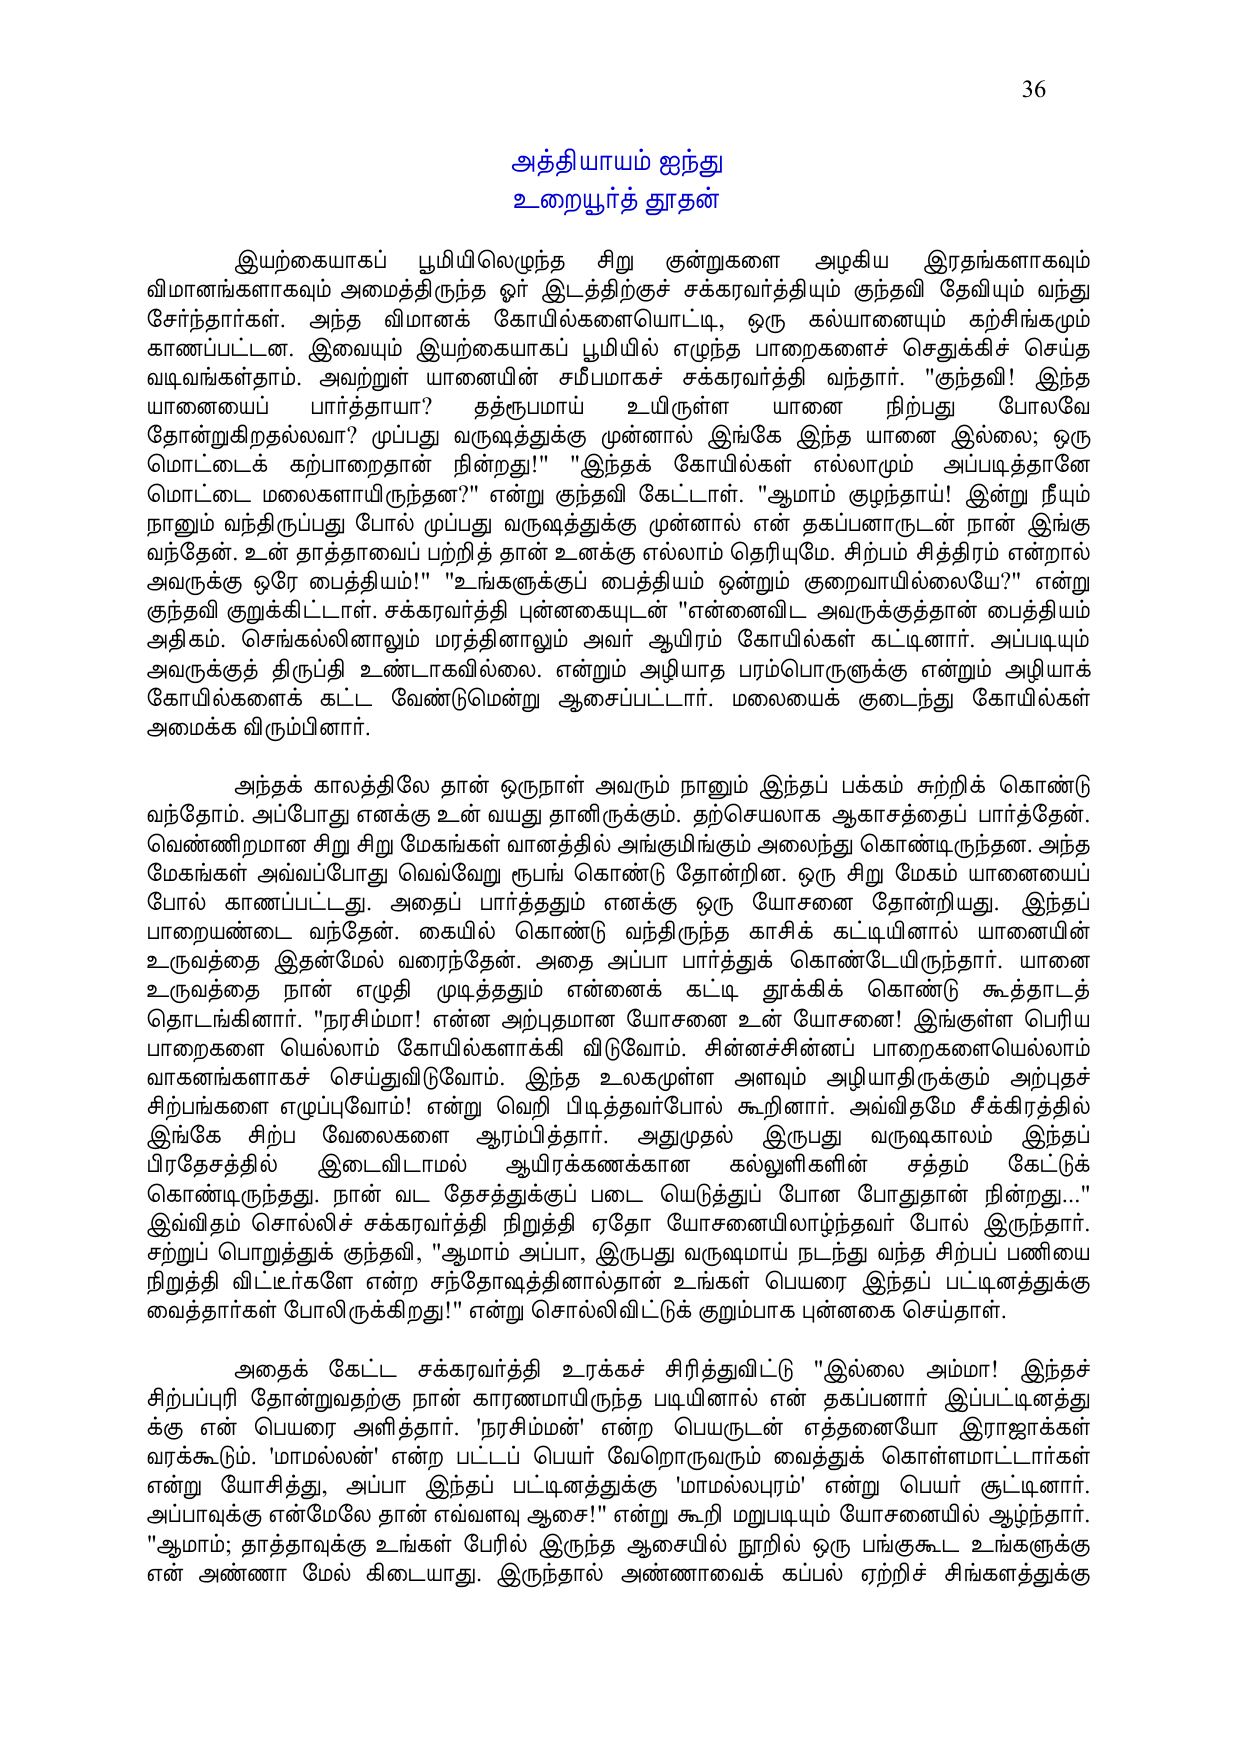 36
அத்தியாயம் ஐந்து
உறையூர்த் தூதன்
இயற்கையாகப் பூமியிலெழுந்த சிறு குன்றுகளை அழகிய இரதங்களாகவும்
விமானங்களாகவும் அமைத்திருந்த ஓர் இடத்திற்குச் சக்கரவர்த்தியும் குந்தவி தேவியும் வந்து
சேர்ந்தார்கள். அந்த விமானக் கோயில்களையொட்டி, ஒரு கல்யானையும் கற்சிங்கமும்
காணப்பட்டன. இவையும் இயற்கையாகப் பூமியில் எழுந்த பாறைகளைச் செதுக்கிச் செய்த
வடிவங்கள்தாம். அவற்றுள் யானையின் சமீபமாகச் சக்கரவர்த்தி வந்தார். "குந்தவி! இந்த
யானையைப் பார்த்தாயா? தத்ரூபமாய் உயிருள்ள யானை நிற்பது போலவே
தோன்றுகிறதல்லவா? முப்பது வருஷத்துக்கு முன்னால் இங்கே இந்த யானை இல்லை; ஒரு
மொட்டைக் கற்பாறைதான் நின்றது!" "இந்தக் கோயில்கள் எல்லாமும் அப்படித்தானே
மொட்டை மலைகளாயிருந்தன?" என்று குந்தவி கேட்டாள். "ஆமாம் குழந்தாய்! இன்று நீயும்
நானும் வந்திருப்பது போல் முப்பது வருஷத்துக்கு முன்னால் என் தகப்பனாருடன் நான் இங்கு
வந்தேன். உன் தாத்தாவைப் பற்றித் தான் உனக்கு எல்லாம் தெரியுமே. சிற்பம் சித்திரம் என்றால்
அவருக்கு ஒரே பைத்தியம்!" "உங்களுக்குப் பைத்தியம் ஒன்றும் குறைவாயில்லையே?" என்று
குந்தவி குறுக்கிட்டாள். சக்கரவர்த்தி புன்னகையுடன் "என்னைவிட அவருக்குத்தான் பைத்தியம்
அதிகம். செங்கல்லினாலும் மரத்தினாலும் அவர் ஆயிரம் கோயில்கள் கட்டினார். அப்படியும்
அவருக்குத் திருப்தி உண்டாகவில்லை. என்றும் அழியாத பரம்பொருளுக்கு என்றும் அழியாக்
கோயில்களைக் கட்ட வேண்டுமென்று ஆசைப்பட்டார். மலையைக் குடைந்து கோயில்கள்
அமைக்க விரும்பினார்.
அந்தக் காலத்திலே தான் ஒருநாள் அவரும் நானும் இந்தப் பக்கம் சுற்றிக் கொண்டு
வந்தோம். அப்போது எனக்கு உன் வயது தானிருக்கும். தற்செயலாக ஆகாசத்தைப் பார்த்தேன்.
வெண்ணிறமான சிறு சிறு மேகங்கள் வானத்தில் அங்குமிங்கும் அலைந்து கொண்டிருந்தன. அந்த
மேகங்கள் அவ்வப்போது வெவ்வேறு ரூபங் கொண்டு தோன்றின. ஒரு சிறு மேகம் யானையைப்
போல் காணப்பட்டது. அதைப் பார்த்ததும் எனக்கு ஒரு யோசனை தோன்றியது. இந்தப்
பாறையண்டை வந்தேன். கையில் கொண்டு வந்திருந்த காசிக் கட்டியினால் யானையின்
உருவத்தை இதன்மேல் வரைந்தேன். அதை அப்பா பார்த்துக் கொண்டேயிருந்தார். யானை
உருவத்தை நான் எழுதி முடித்ததும் என்னைக் கட்டி தூக்கிக் கொண்டு கூத்தாடத்
தொடங்கினார். "நரசிம்மா! என்ன அற்புதமான யோசனை உன் யோசனை! இங்குள்ள பெரிய
பாறைகளை யெல்லாம் கோயில்களாக்கி விடுவோம். சின்னச்சின்னப் பாறைகளையெல்லாம்
வாகனங்களாகச் செய்துவிடுவோம். இந்த உலகமுள்ள அளவும் அழியாதிருக்கும் அற்புதச்
சிற்பங்களை எழுப்புவோம்! என்று வெறி பிடித்தவர்போல் கூறினார். அவ்விதமே சீக்கிரத்தில்
இங்கே சிற்ப வேலைகளை ஆரம்பித்தார். அதுமுதல் இருபது வருஷகாலம் இந்தப்
பிரதேசத்தில் இடைவிடாமல் ஆயிரக்கணக்கான கல்லுளிகளின் சத்தம் கேட்டுக்
கொண்டிருந்தது. நான் வட தேசத்துக்குப் படை யெடுத்துப் போன போதுதான் நின்றது..."
இவ்விதம் சொல்லிச் சக்கரவர்த்தி நிறுத்தி ஏதோ யோசனையிலாழ்ந்தவர் போல் இருந்தார்.
சற்றுப் பொறுத்துக் குந்தவி, "ஆமாம் அப்பா, இருபது வருஷமாய் நடந்து வந்த சிற்பப் பணியை
நிறுத்தி விட்டீர்களே என்ற சந்தோஷத்தினால்தான் உங்கள் பெயரை இந்தப் பட்டினத்துக்கு
வைத்தார்கள் போலிருக்கிறது!" என்று சொல்லிவிட்டுக் குறும்பாக புன்னகை செய்தாள்.
அதைக் கேட்ட சக்கரவர்த்தி உரக்கச் சிரித்துவிட்டு "இல்லை அம்மா! இந்தச்
சிற்பப்புரி தோன்றுவதற்கு நான் காரணமாயிருந்த படியினால் என் தகப்பனார் இப்பட்டினத்து
க்கு என் பெயரை அளித்தார். 'நரசிம்மன்' என்ற பெயருடன் எத்தனையோ இராஜாக்கள்
வரக்கூடும். 'மாமல்லன்' என்ற பட்டப் பெயர் வேறொருவரும் வைத்துக் கொள்ளமாட்டார்கள்
என்று யோசித்து, அப்பா இந்தப் பட்டினத்துக்கு 'மாமல்லபுரம்' என்று பெயர் சூட்டினார்.
அப்பாவுக்கு என்மேலே தான் எவ்வளவு ஆசை!" என்று கூறி மறுபடியும் யோசனையில் ஆழ்ந்தார்.
"ஆமாம்; தாத்தாவுக்கு உங்கள் பேரில் இருந்த ஆசையில் நூறில் ஒரு பங்குகூட உங்களுக்கு
என் அண்ணா மேல் கிடையாது. இருந்தால் அண்ணாவைக் கப்பல் ஏற்றிச் சிங்களத்துக்கு